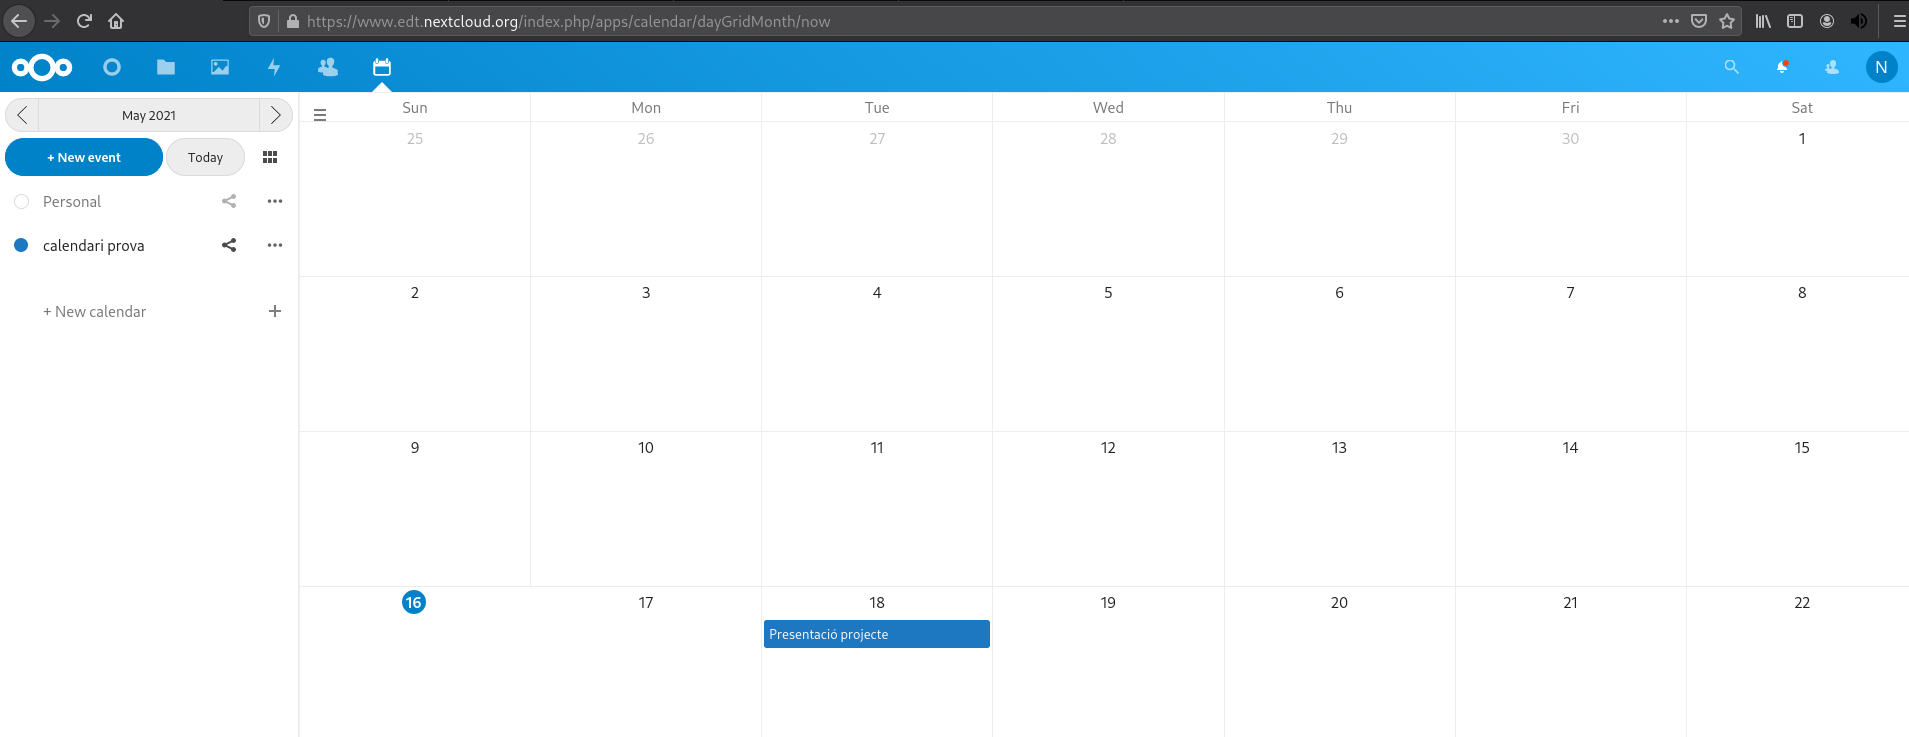 https://www.edt.nextcloud.org/index.php/apps/calendar/dayGridMonth/now
N
May 2021
+ New event
Today
Personal
calendari prova
+ New calendar
Sun Mon Tue Wed Thu Fri Sat
25 26 27 28 29 30 1
2 3 4 5 6 7 8
9 10 11 12 13 14 15
16 17 18 19 20 21 22
Presentació projecte